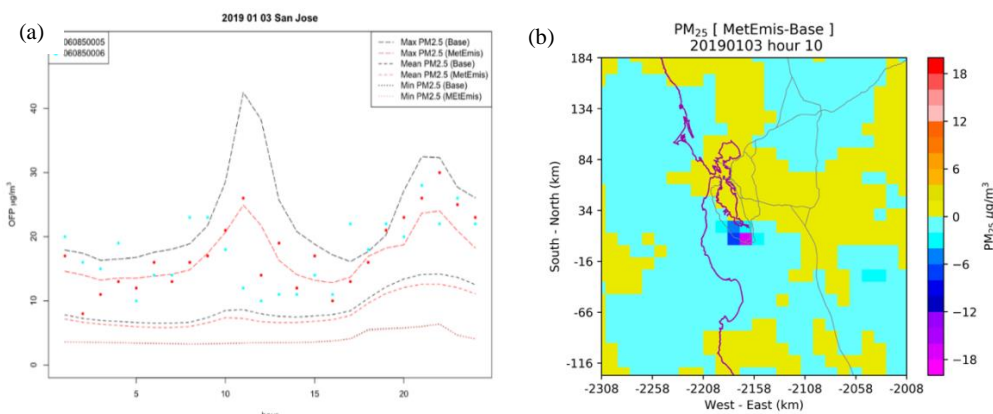 (a)
2019 01 03 San Jose
060850005
060850006
Max PM2.5 (Base)
Max PM2.5 (MetEmis)
Mean PM2.5 (Base)
Mean PM2.5 (MetEmis)
Min PM2.5 (Base)
Min PM2.5 (MEtEmis)
OFP µg/m³
40
30
20
10
0
5
10
15
20
(b)
PM25 [ MetEmis-Base ]
20190103 hour 10
184
134
84
34
-16
-66
-116
South - North (km)
-2308
-2258
-2208
-2158
-2108
-2058
-2008
West - East (km)
18
12
6
0
−6
−12
−18
PM25 µg/m³